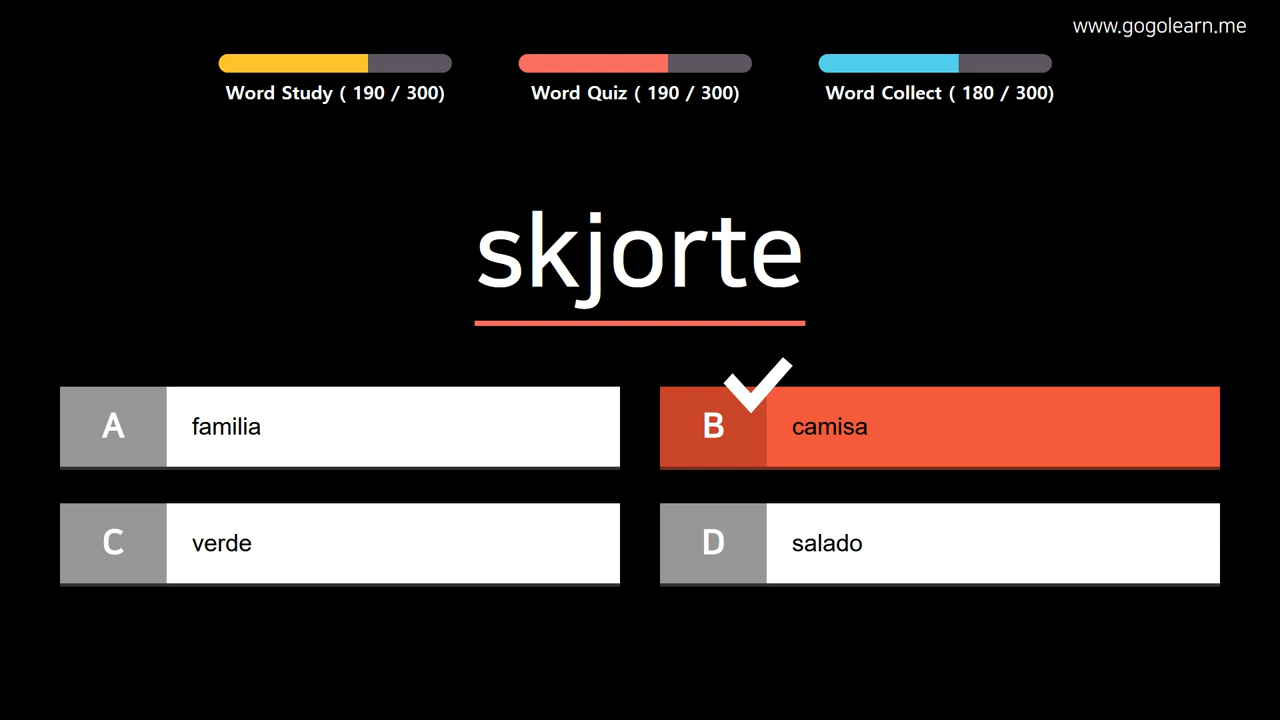 www.gogolearn.me
Word Study ( 190 / 300)
Word Quiz ( 190 / 300)
Word Collect ( 180 / 300)
skjorte
A familia
B camisa
C verde
D salado